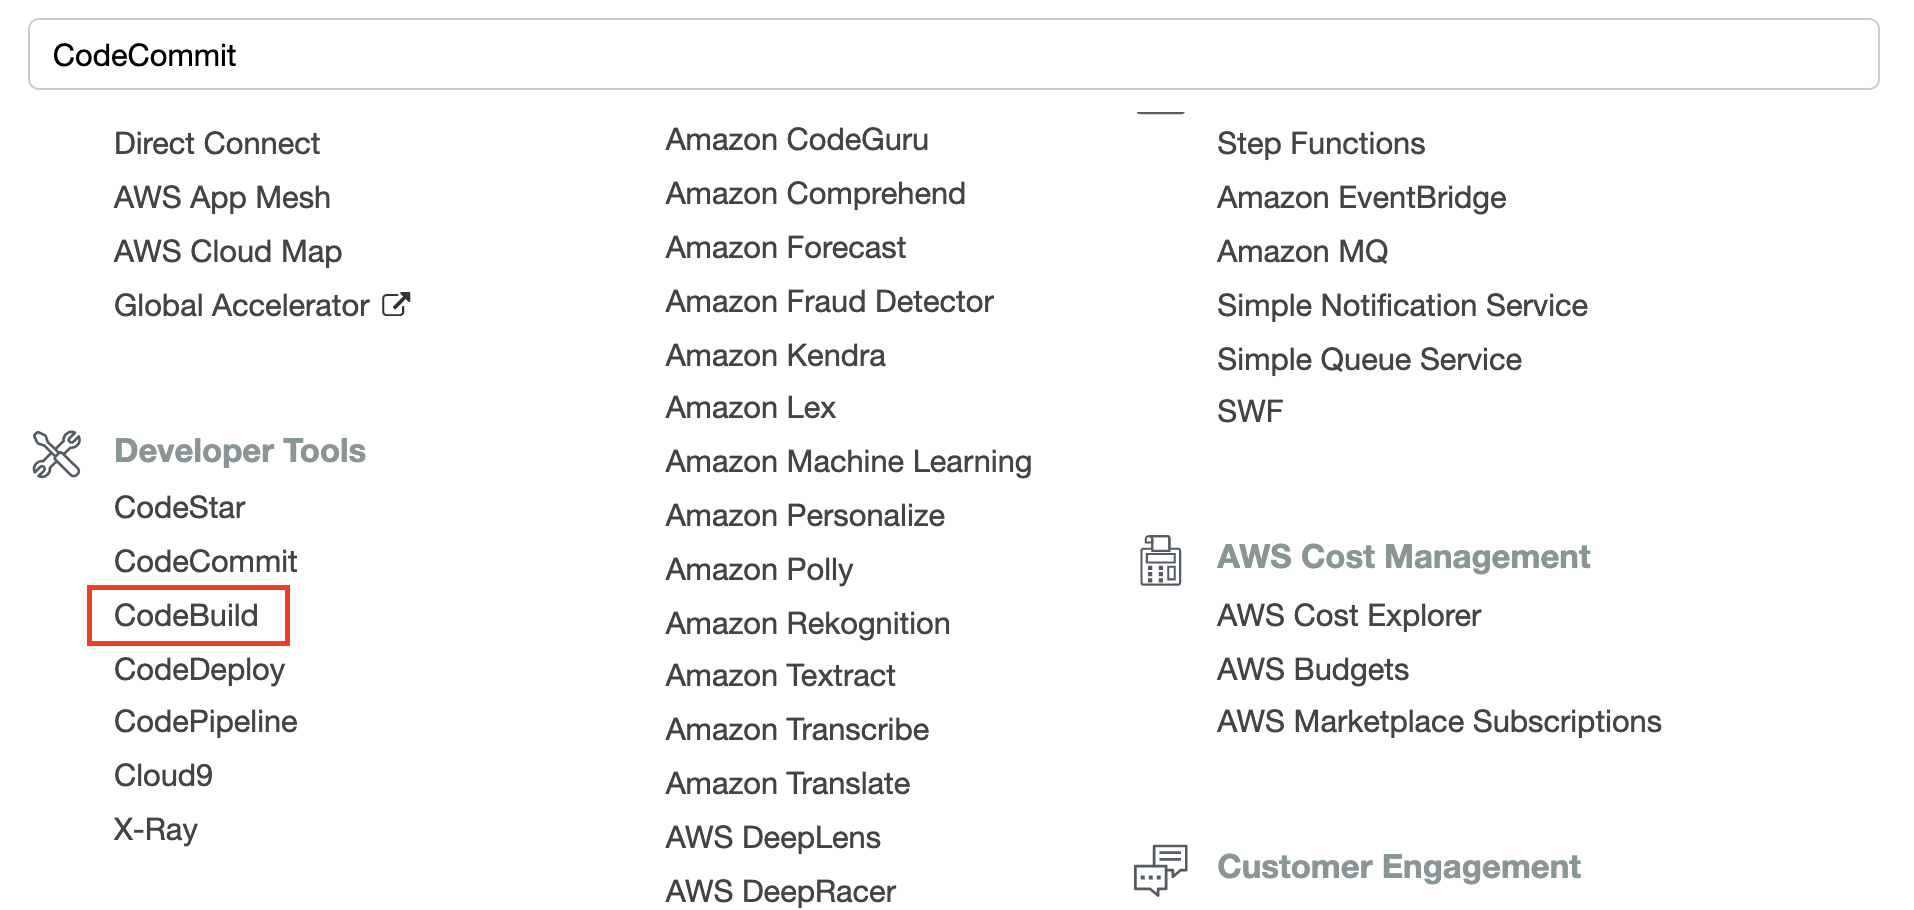 CodeCommit
Direct Connect
AWS App Mesh
AWS Cloud Map
Global Accelerator
Developer Tools
CodeStar
CodeCommit
CodeBuild
CodeDeploy
CodePipeline
Cloud9
X-Ray
Amazon CodeGuru
Amazon Comprehend
Amazon Forecast
Amazon Fraud Detector
Amazon Kendra
Amazon Lex
Amazon Machine Learning
Amazon Personalize
Amazon Polly
Amazon Rekognition
Amazon Textract
Amazon Transcribe
Amazon Translate
AWS DeepLens
AWS DeepRacer
Step Functions
Amazon EventBridge
Amazon MQ
Simple Notification Service
Simple Queue Service
SWF
AWS Cost Management
AWS Cost Explorer
AWS Budgets
AWS Marketplace Subscriptions
Customer Engagement